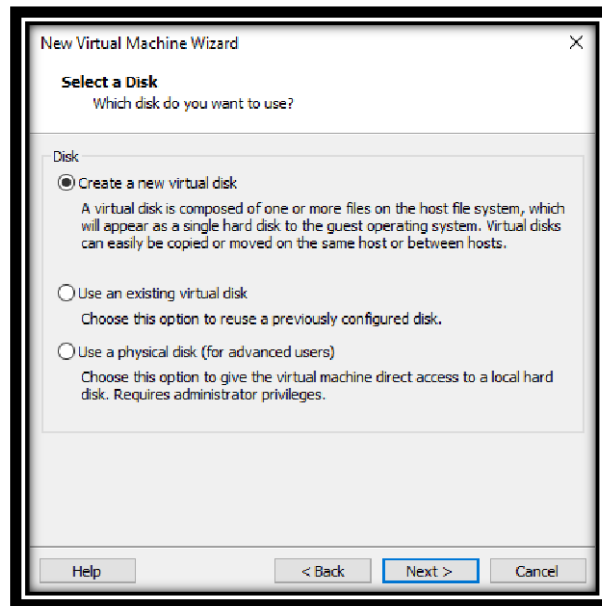 New Virtual Machine Wizard
Select a Disk
Which disk do you want to use?
Disk
Create a new virtual disk
A virtual disk is composed of one or more files on the host file system, which
will appear as a single hard disk to the guest operating system. Virtual disks
can easily be copied or moved on the same host or between hosts.
Use an existing virtual disk
Choose this option to reuse a previously configured disk.
Use a physical disk (for advanced users)
Choose this option to give the virtual machine direct access to a local hard
disk. Requires administrator privileges.
Help < Back Next > Cancel